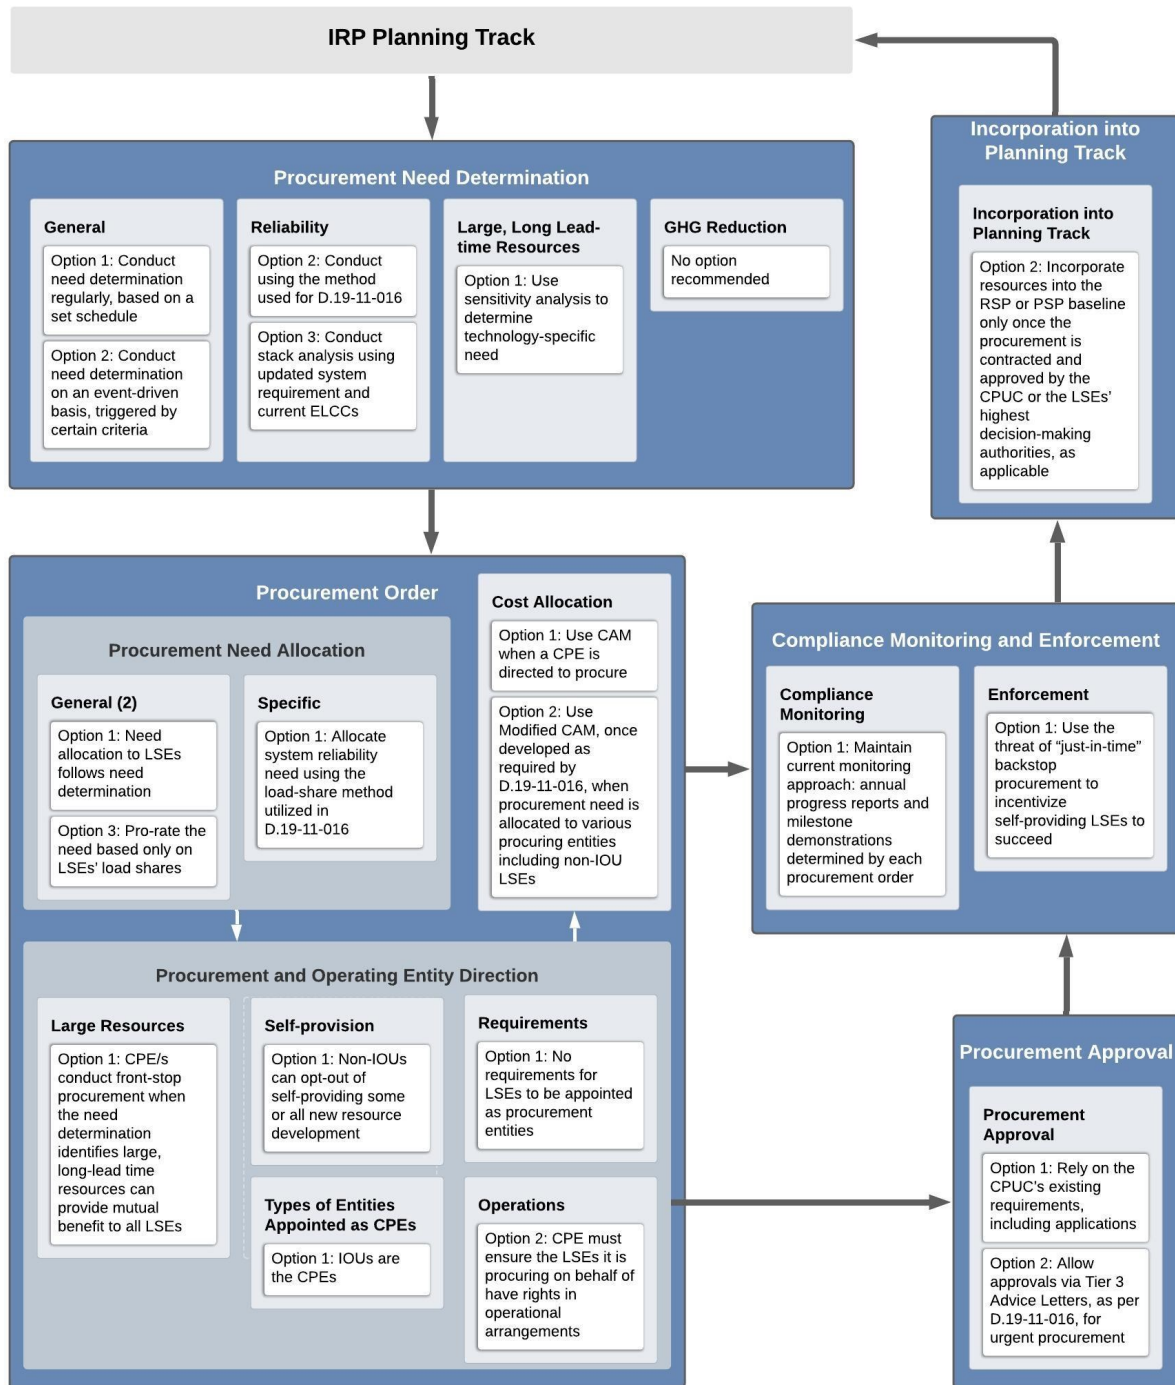 IRP Planning Track
Procurement Need Determination
General
Option 1: Conduct
need determination
regularly, based on a
set schedule
Option 2: Conduct
need determination
on an event-driven
basis, triggered by
certain criteria
Reliability
Option 2: Conduct
using the method
used for D.19-11-016
Option 3: Conduct
stack analysis using
updated system
requirement and
current ELCCs
Large, Long Lead-
time Resources
Option 1: Use
sensitivity analysis to
determine
technology-specific
need
GHG Reduction
No option
recommended
Incorporation into
Planning Track
Incorporation into
Planning Track
Option 2: Incorporate
resources into the
RSP or PSP baseline
only once the
procurement is
contracted and
approved by the
CPUC or the LSEs’
highest
decision-making
authorities, as
applicable
Procurement Order
Procurement Need Allocation
General (2)
Option 1: Need
allocation to LSEs
follows need
determination
Option 3: Pro-rate the
need based only on
LSEs’ load shares
Specific
Option 1: Allocate
system reliability
need using the
load-share method
utilized in
D.19-11-016
Cost Allocation
Option 1: Use CAM
when a CPE is
directed to procure
Option 2: Use
Modified CAM, once
developed as
required by
D.19-11-016, when
procurement need is
allocated to various
procuring entities
including non-IOU
LSEs
Procurement and Operating Entity Direction
Large Resources
Option 1: CPE/s
conduct front-stop
procurement when
the need
determination
identifies large,
long-lead time
resources can
provide mutual
benefit to all LSEs
Self-provision
Option 1: Non-IOUs
can opt-out of
self-providing some
or all new resource
development
Types of Entities
Appointed as CPEs
Option 1: IOUs are
the CPEs
Requirements
Option 1: No
requirements for
LSEs to be appointed
as procurement
entities
Operations
Option 2: CPE must
ensure the LSEs it is
procuring on behalf of
have rights in
operational
arrangements
Compliance Monitoring and Enforcement
Compliance
Monitoring
Option 1: Maintain
current monitoring
approach: annual
progress reports and
milestone
demonstrations
determined by each
procurement order
Enforcement
Option 1: Use the
threat of “just-in-time”
backstop
procurement to
incentivize
self-providing LSEs to
succeed
Procurement Approval
Procurement
Approval
Option 1: Rely on the
CPUC’s existing
requirements,
including applications
Option 2: Allow
approvals via Tier 3
Advice Letters, as per
D.19-11-016, for
urgent procurement